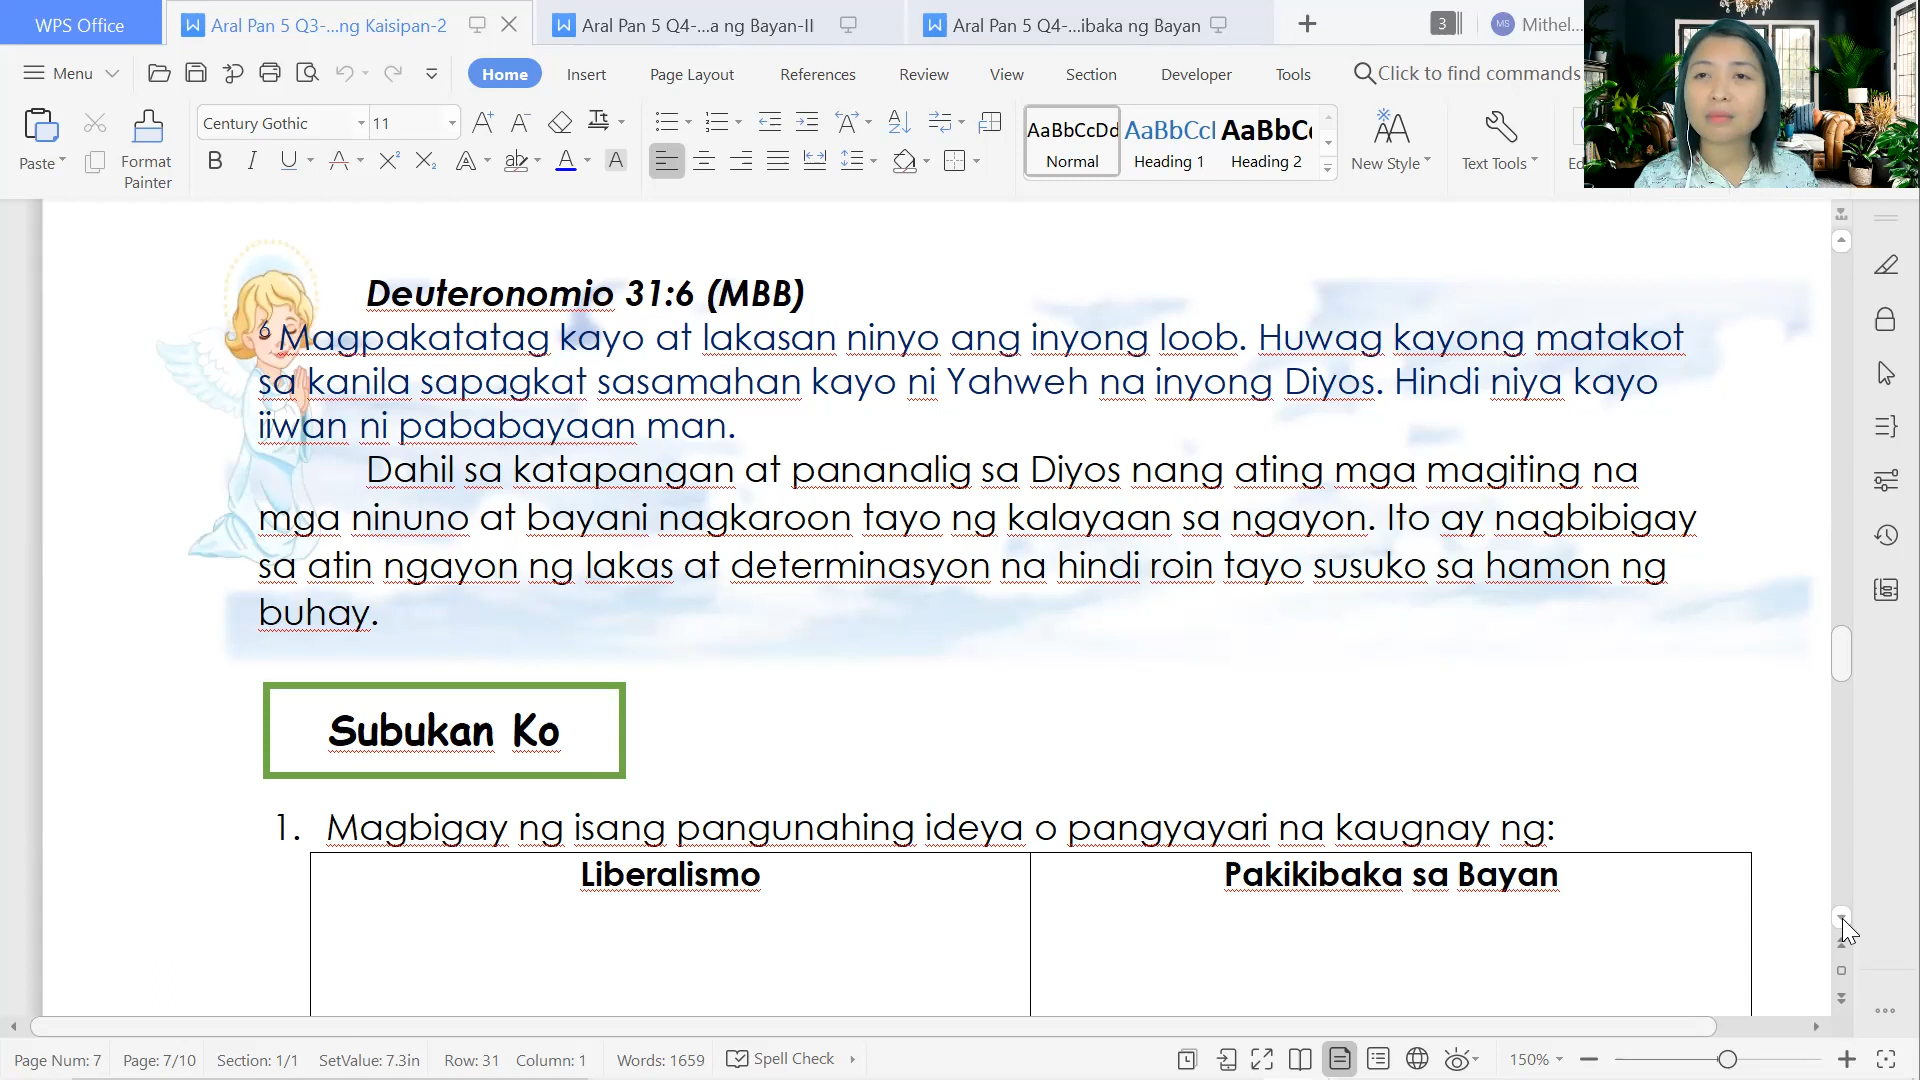 WPS Office
Aral Pan 5 Q3-...ng Kaisipan-2
Aral Pan 5 Q4-...a ng Bayan-II
Aral Pan 5 Q4-...ibaka ng Bayan
3
MS
Mithel...
Menu
Home
Insert
Page Layout
References
Review
View
Section
Developer
Tools
Click to find commands
Paste
Format Painter
Century Gothic
11
AaBbCcDd
Normal
AaBbCcl
Heading 1
AaBbCc
Heading 2
New Style
Text Tools
Deuteronomio 31:6 (MBB)
6 Magpakatatag kayo at lakasan ninyo ang inyong loob. Huwag kayong matakot
sa kanila sapagkat sasamahan kayo ni Yahweh na inyong Diyos. Hindi niya kayo
iiwan ni pababayaan man.
Dahil sa katapangan at pananalig sa Diyos nang ating mga magiting na
mga ninuno at bayani nagkaroon tayo ng kalayaan sa ngayon. Ito ay nagbibigay
sa atin ngayon ng lakas at determinasyon na hindi roin tayo susuko sa hamon ng
buhay.
Subukan Ko
1. Magbigay ng isang pangunahing ideya o pangyayari na kaugnay ng:
Liberalismo
Pakikibaka sa Bayan
Page Num: 7
Page: 7/10
Section: 1/1
SetValue: 7.3in
Row: 31
Column: 1
Words: 1659
Spell Check
150%